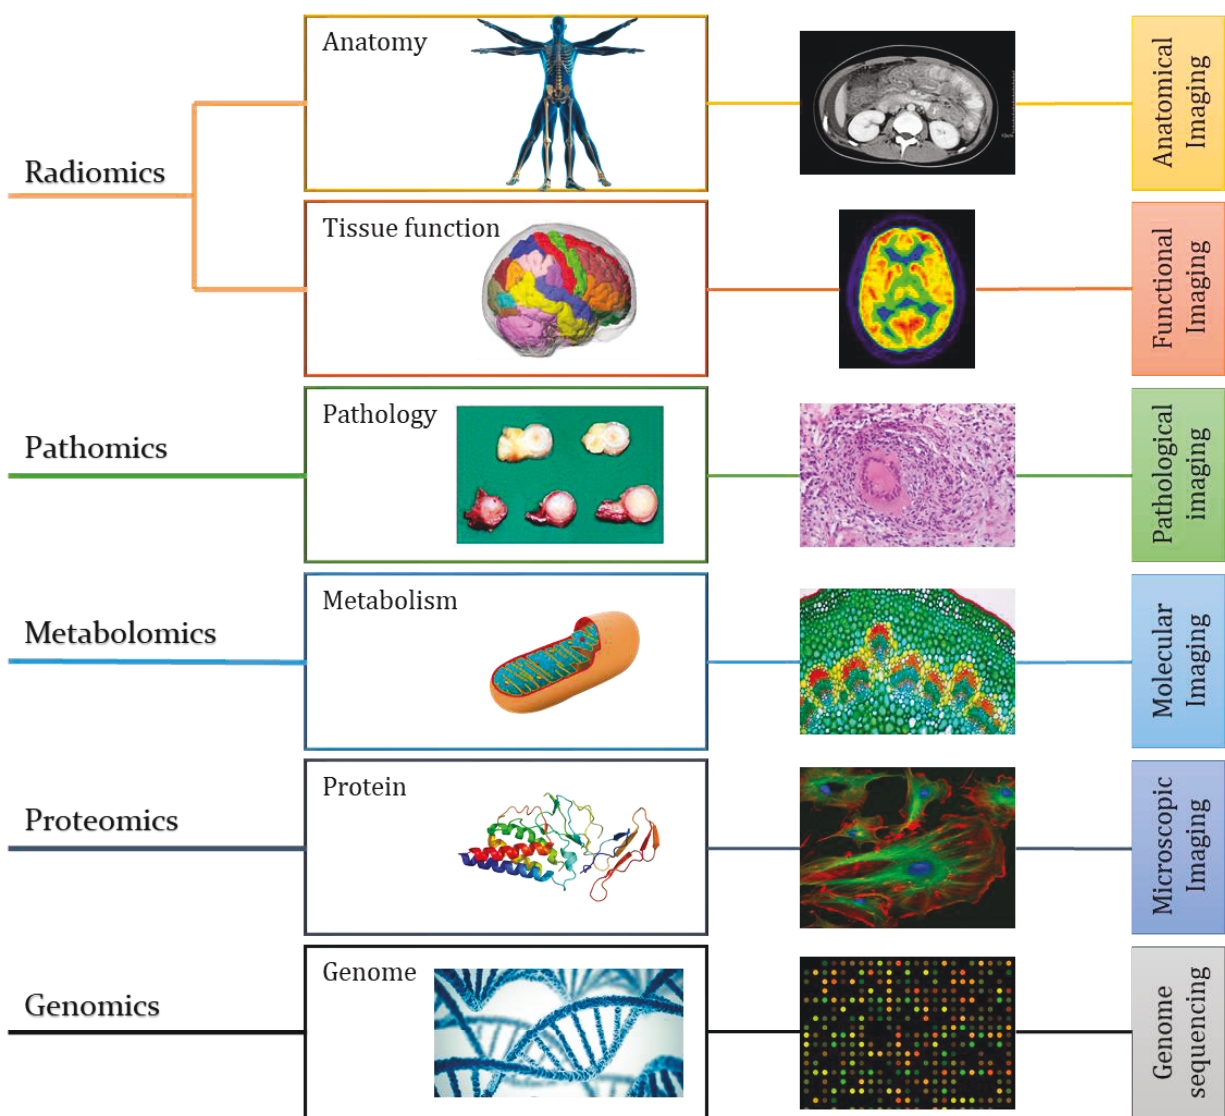 Radiomics
Anatomy
Anatomical
Imaging
Tissue function
Functional
Imaging
Pathomics
Pathology
Pathological
imaging
Metabolomics
Metabolism
Molecular
Imaging
Proteomics
Protein
Microscopic
Imaging
Genomics
Genome
Genome
sequencing